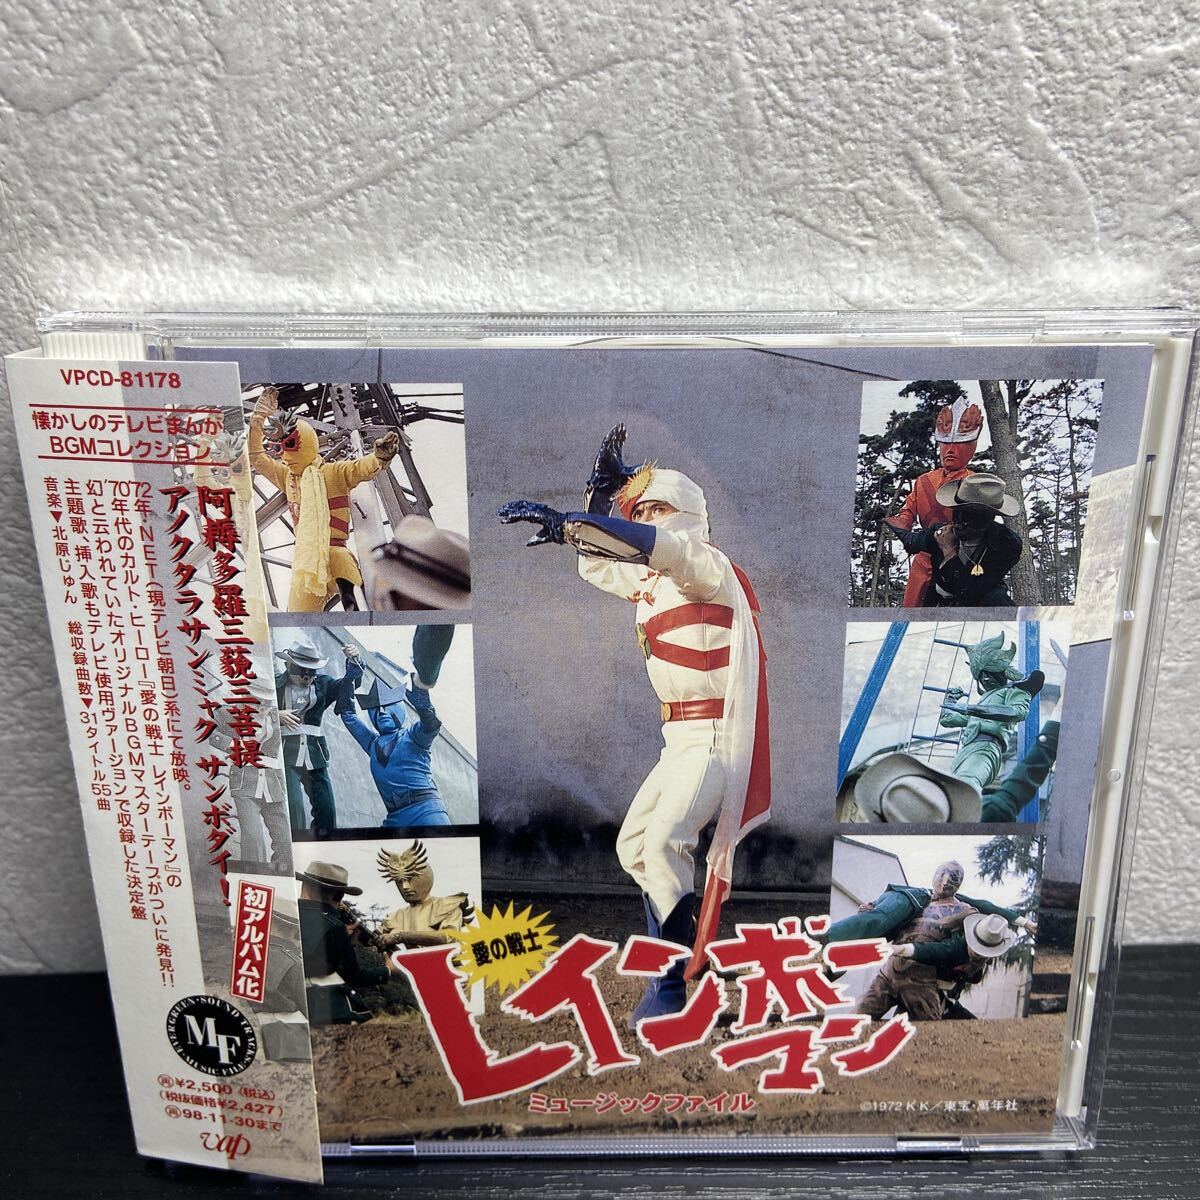 VPCD-81178
懐かしのテレビまんが
BGMコレクション
阿耨多羅三藐三菩提
アノクタラサンミャク サンボダイ!
'72年・NET(現テレビ朝日)系にて放映。
'70年代のカルト・ヒーロー『愛の戦士 レインボーマン』の
幻と云われていたオリジナルBGMマスターテープがついに発見!!
主題歌、挿入歌もテレビ使用ヴァージョンで収録した決定盤
音楽▼北原じゅん 総収録曲数▼31タイトル55曲
初アルバム化
EVERGREEN・SOUND TRACKS・MUSIC FILE
MF
再¥2,500(税込)
(税抜価格¥2,427)
再98・11・30まで
vap
愛の戦士
レインボーマン
ミュージックファイル
©1972 KK/東宝・萬年社